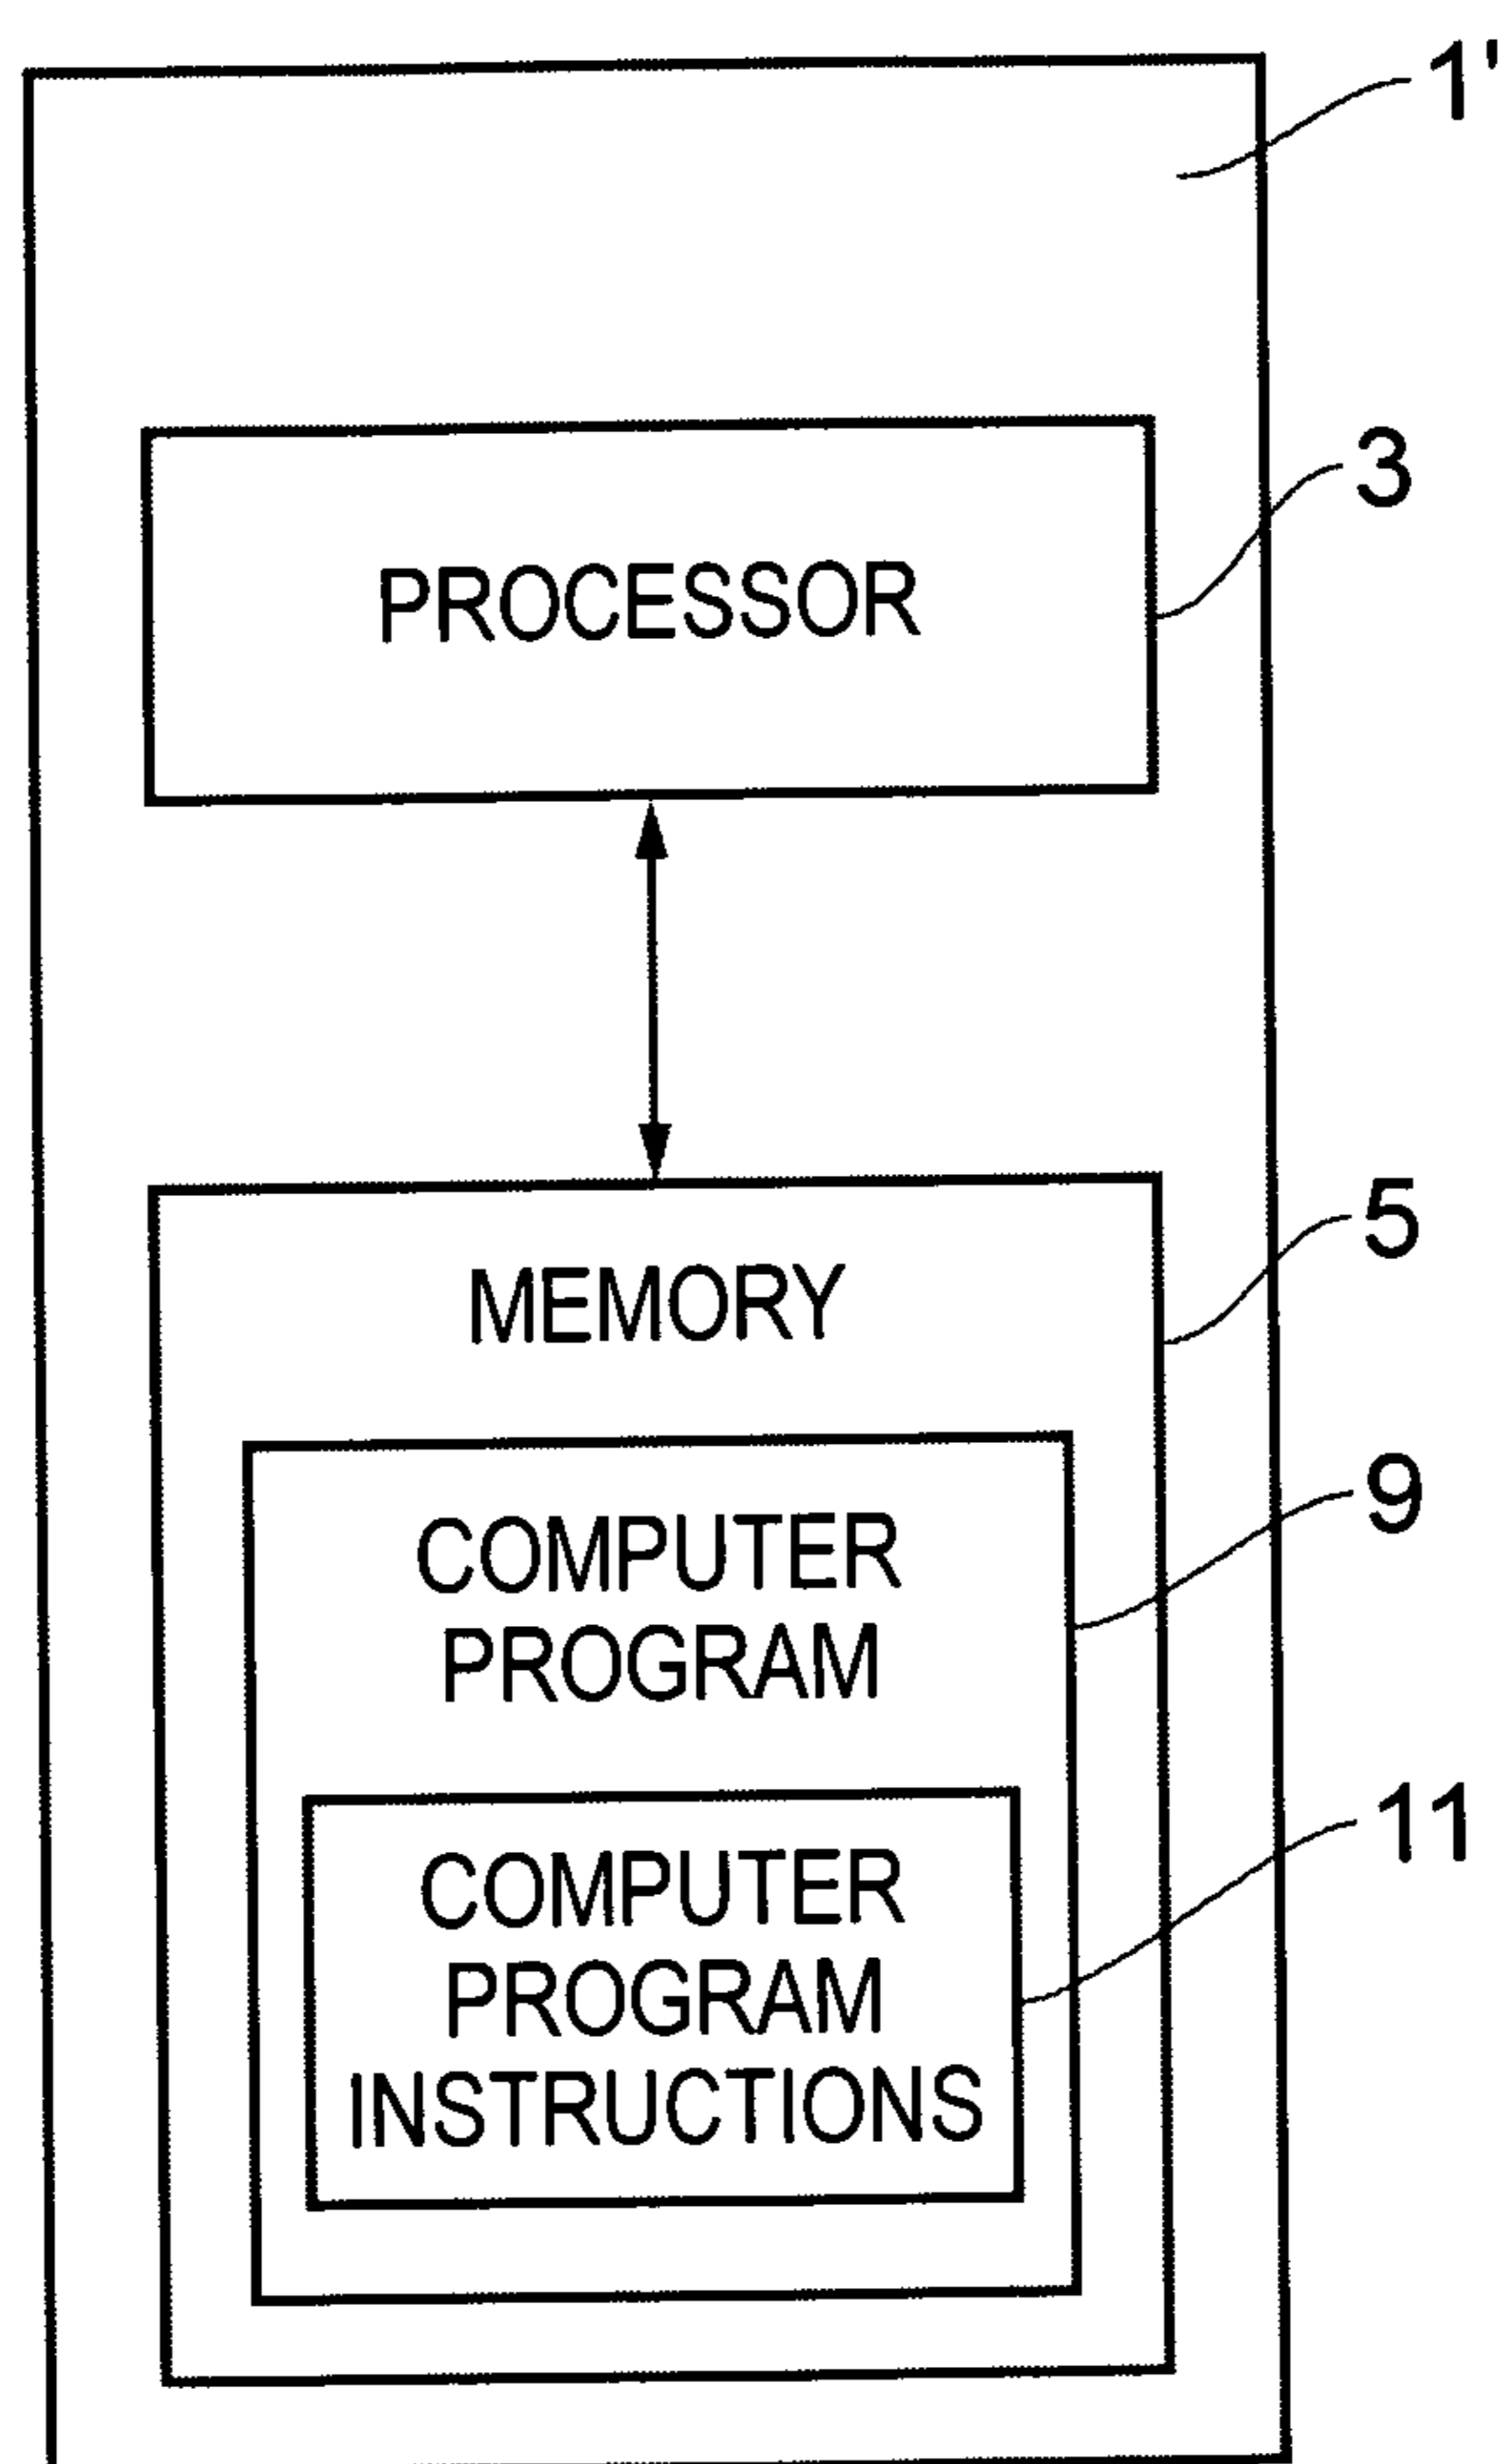 1'
3
PROCESSOR
5
MEMORY
9
COMPUTER
PROGRAM
11
COMPUTER
PROGRAM
INSTRUCTIONS